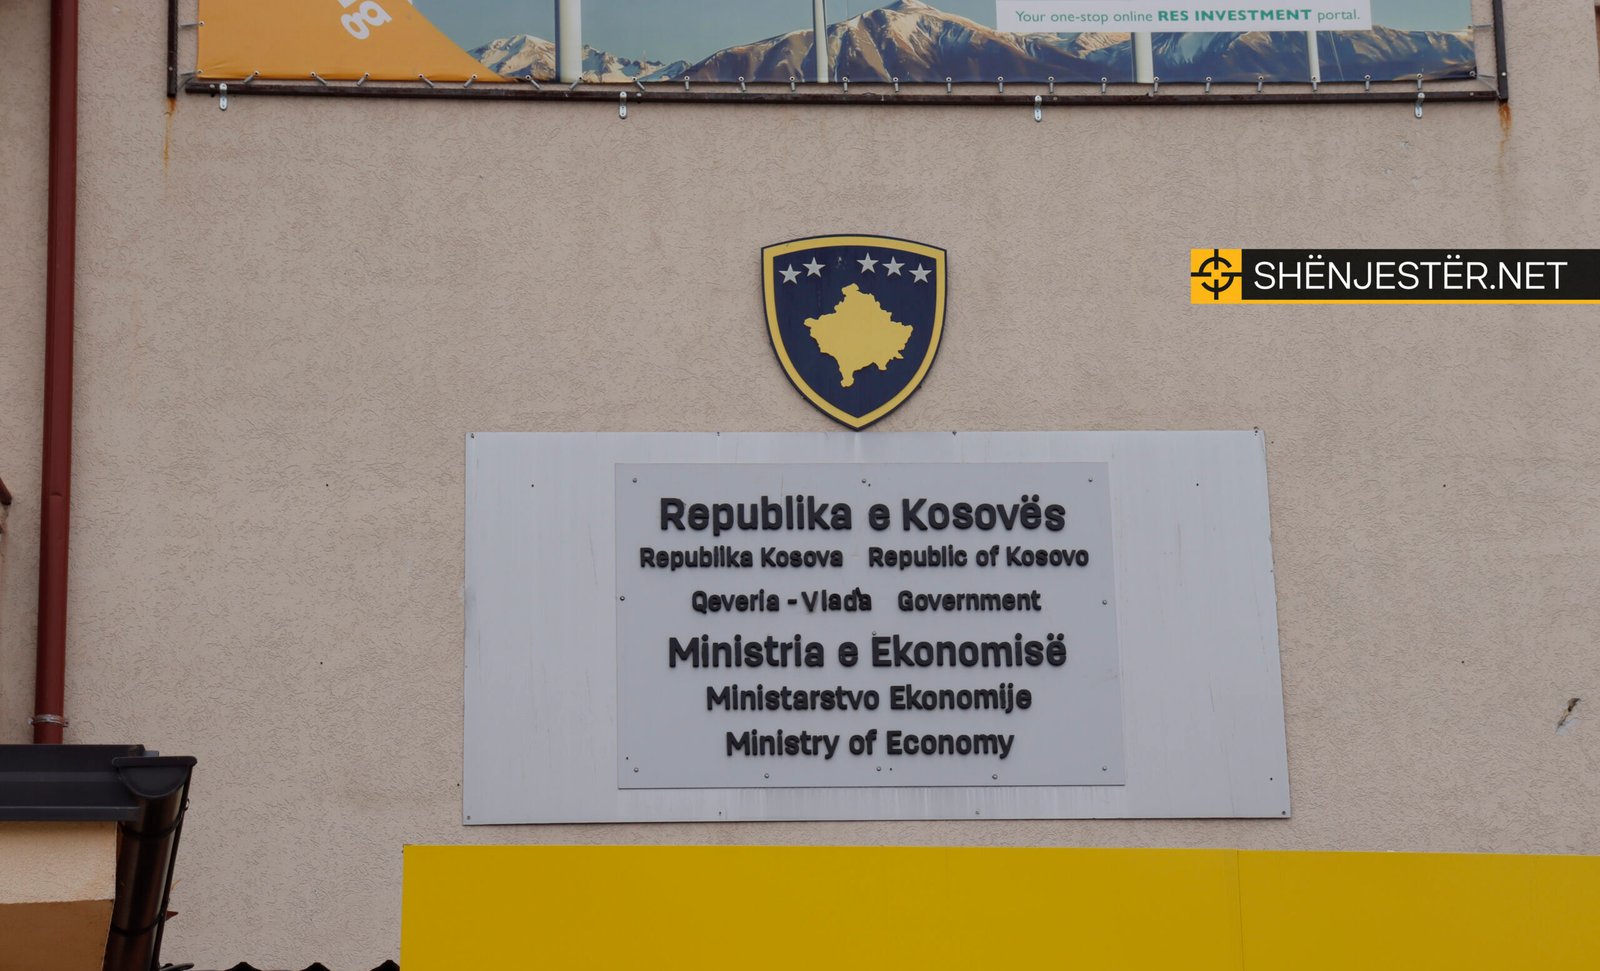 Your one-stop online RES INVESTMENT portal.
SHËNJESTËR.NET
Republika e Kosovës
Republika Kosova Republic of Kosovo
Qeveria - Vlada Government
Ministria e Ekonomisë
Ministarstvo Ekonomije
Ministry of Economy